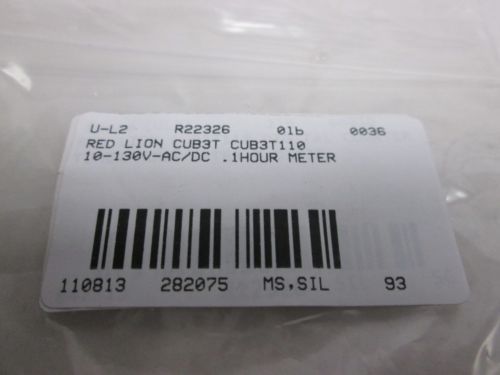 U-L2 R22326 01b 0036
RED LION CUB3T CUB3T110
10-130V-AC/DC .1HOUR METER
110813 282075 MS,SIL 93